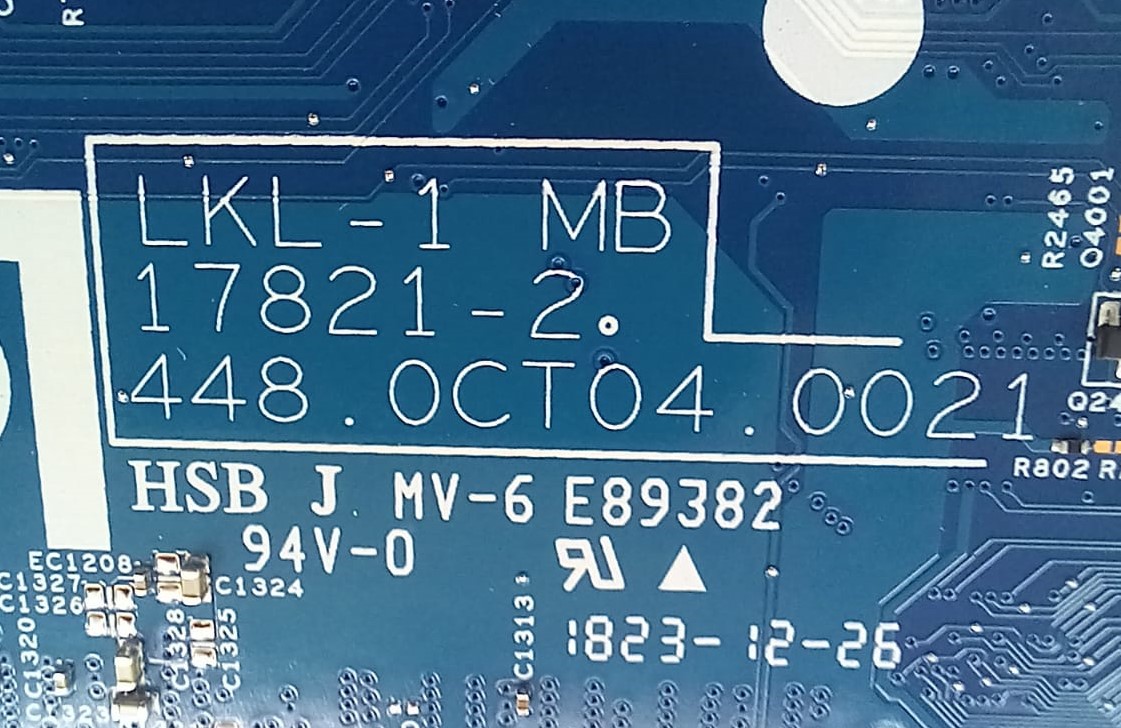 LKL-1 MB
17821-2.
448.0CT04.0021
HSB J MV-6 E89382
94V-0
1823-12-26
R2465
04001
R802
EC1208
C1327
C1326
C1324
C1320
C1328
C1325
C1313